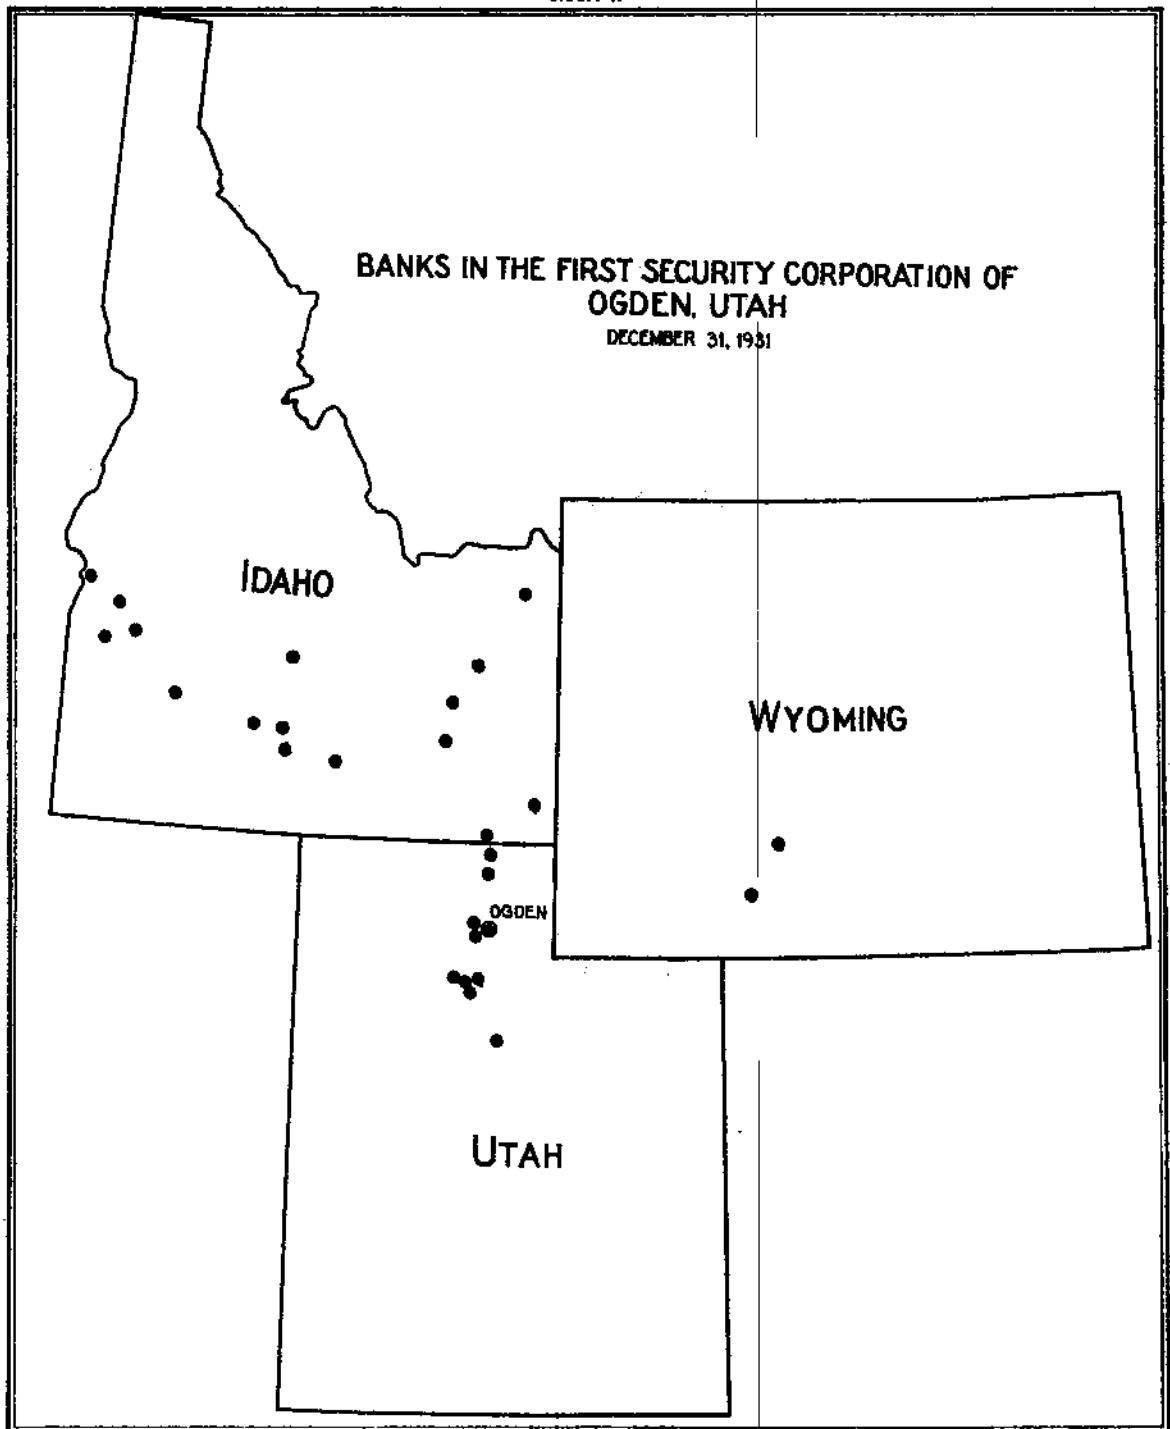 BANKS IN THE FIRST SECURITY CORPORATION OF
OGDEN, UTAH
DECEMBER 31, 1931
IDAHO
WYOMING
OGDEN
UTAH